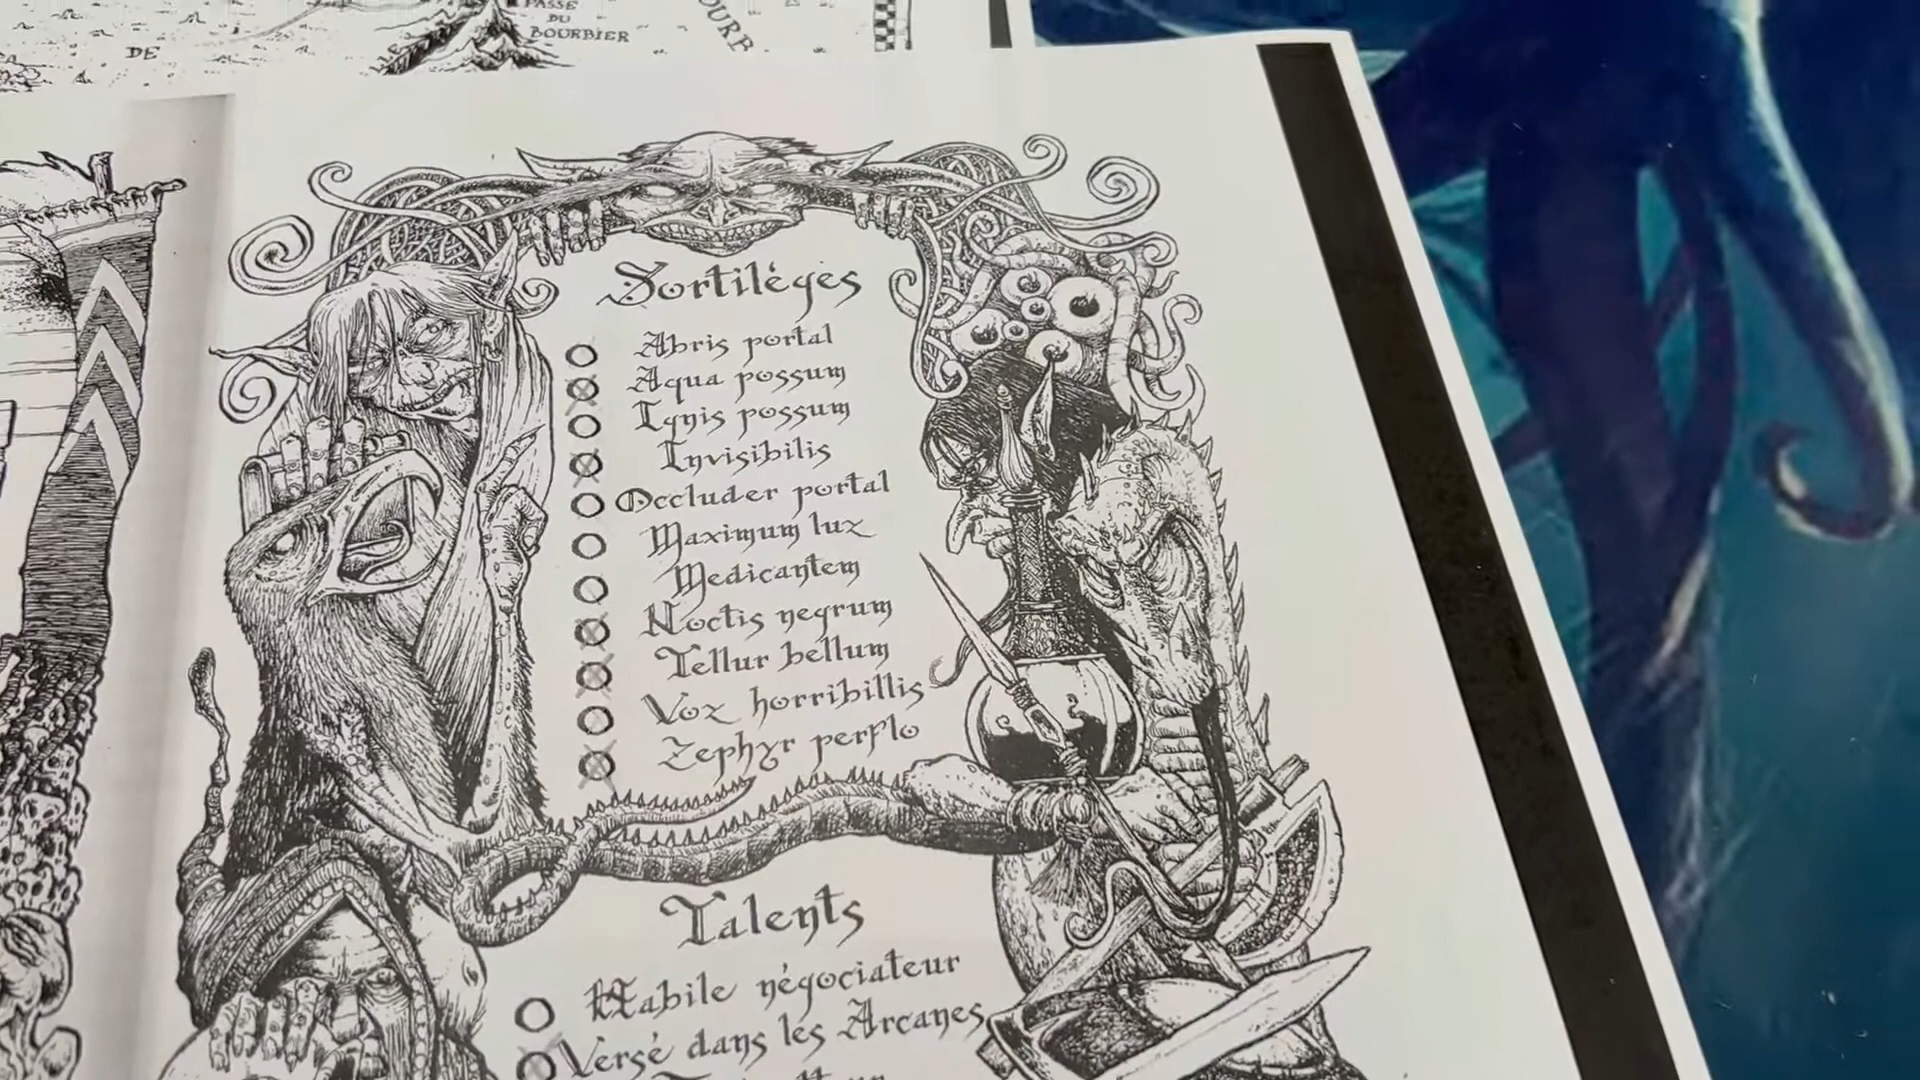 PASSE
DU
BOURBIER
DE
Sortilèges
Abris portal
Aqua possum
Ignis possum
Invisibilis
Occluder portal
Maximum lux
Medicantem
Noctis negrum
Tellur bellum
Vox horribillis
Zephyr perflo
Talents
Habile négociateur
Versé dans les Arcanes